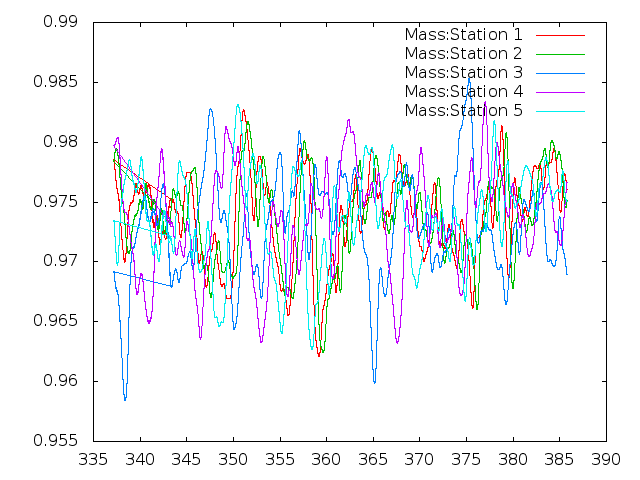 0.99
0.985
0.98
0.975
0.97
0.965
0.96
0.955
335 340 345 350 355 360 365 370 375 380 385 390
Mass:Station 1
Mass:Station 2
Mass:Station 3
Mass:Station 4
Mass:Station 5